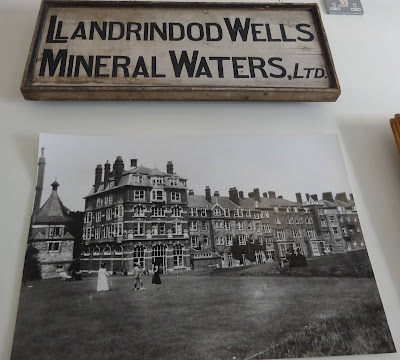 LLANDRINDOD WELLS
MINERAL WATERS, LTD.